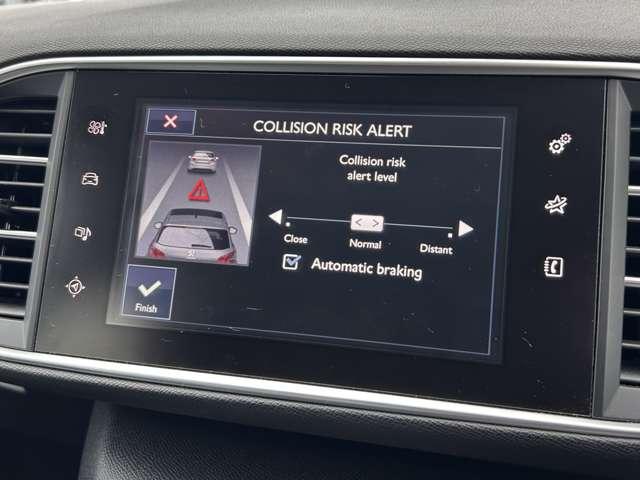 COLLISION RISK ALERT
Collision risk
alert level
Close Normal Distant
Automatic braking
Finish